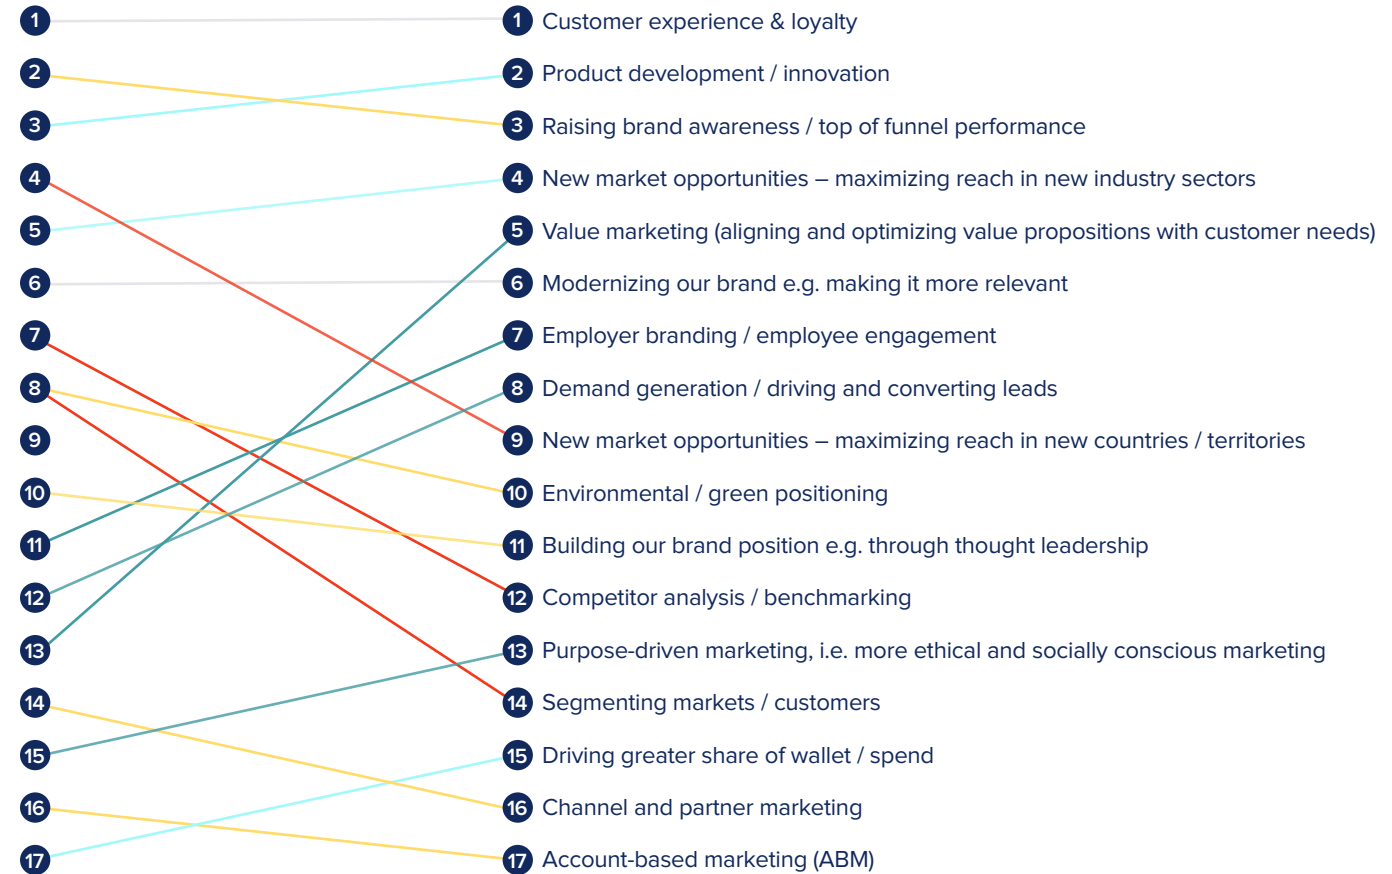 1 1 Customer experience & loyalty
2 2 Product development / innovation
3 3 Raising brand awareness / top of funnel performance
4 4 New market opportunities – maximizing reach in new industry sectors
5 5 Value marketing (aligning and optimizing value propositions with customer needs)
6 6 Modernizing our brand e.g. making it more relevant
7 7 Employer branding / employee engagement
8 8 Demand generation / driving and converting leads
9 9 New market opportunities – maximizing reach in new countries / territories
10 10 Environmental / green positioning
11 11 Building our brand position e.g. through thought leadership
12 12 Competitor analysis / benchmarking
13 13 Purpose-driven marketing, i.e. more ethical and socially conscious marketing
14 14 Segmenting markets / customers
15 15 Driving greater share of wallet / spend
16 16 Channel and partner marketing
17 17 Account-based marketing (ABM)